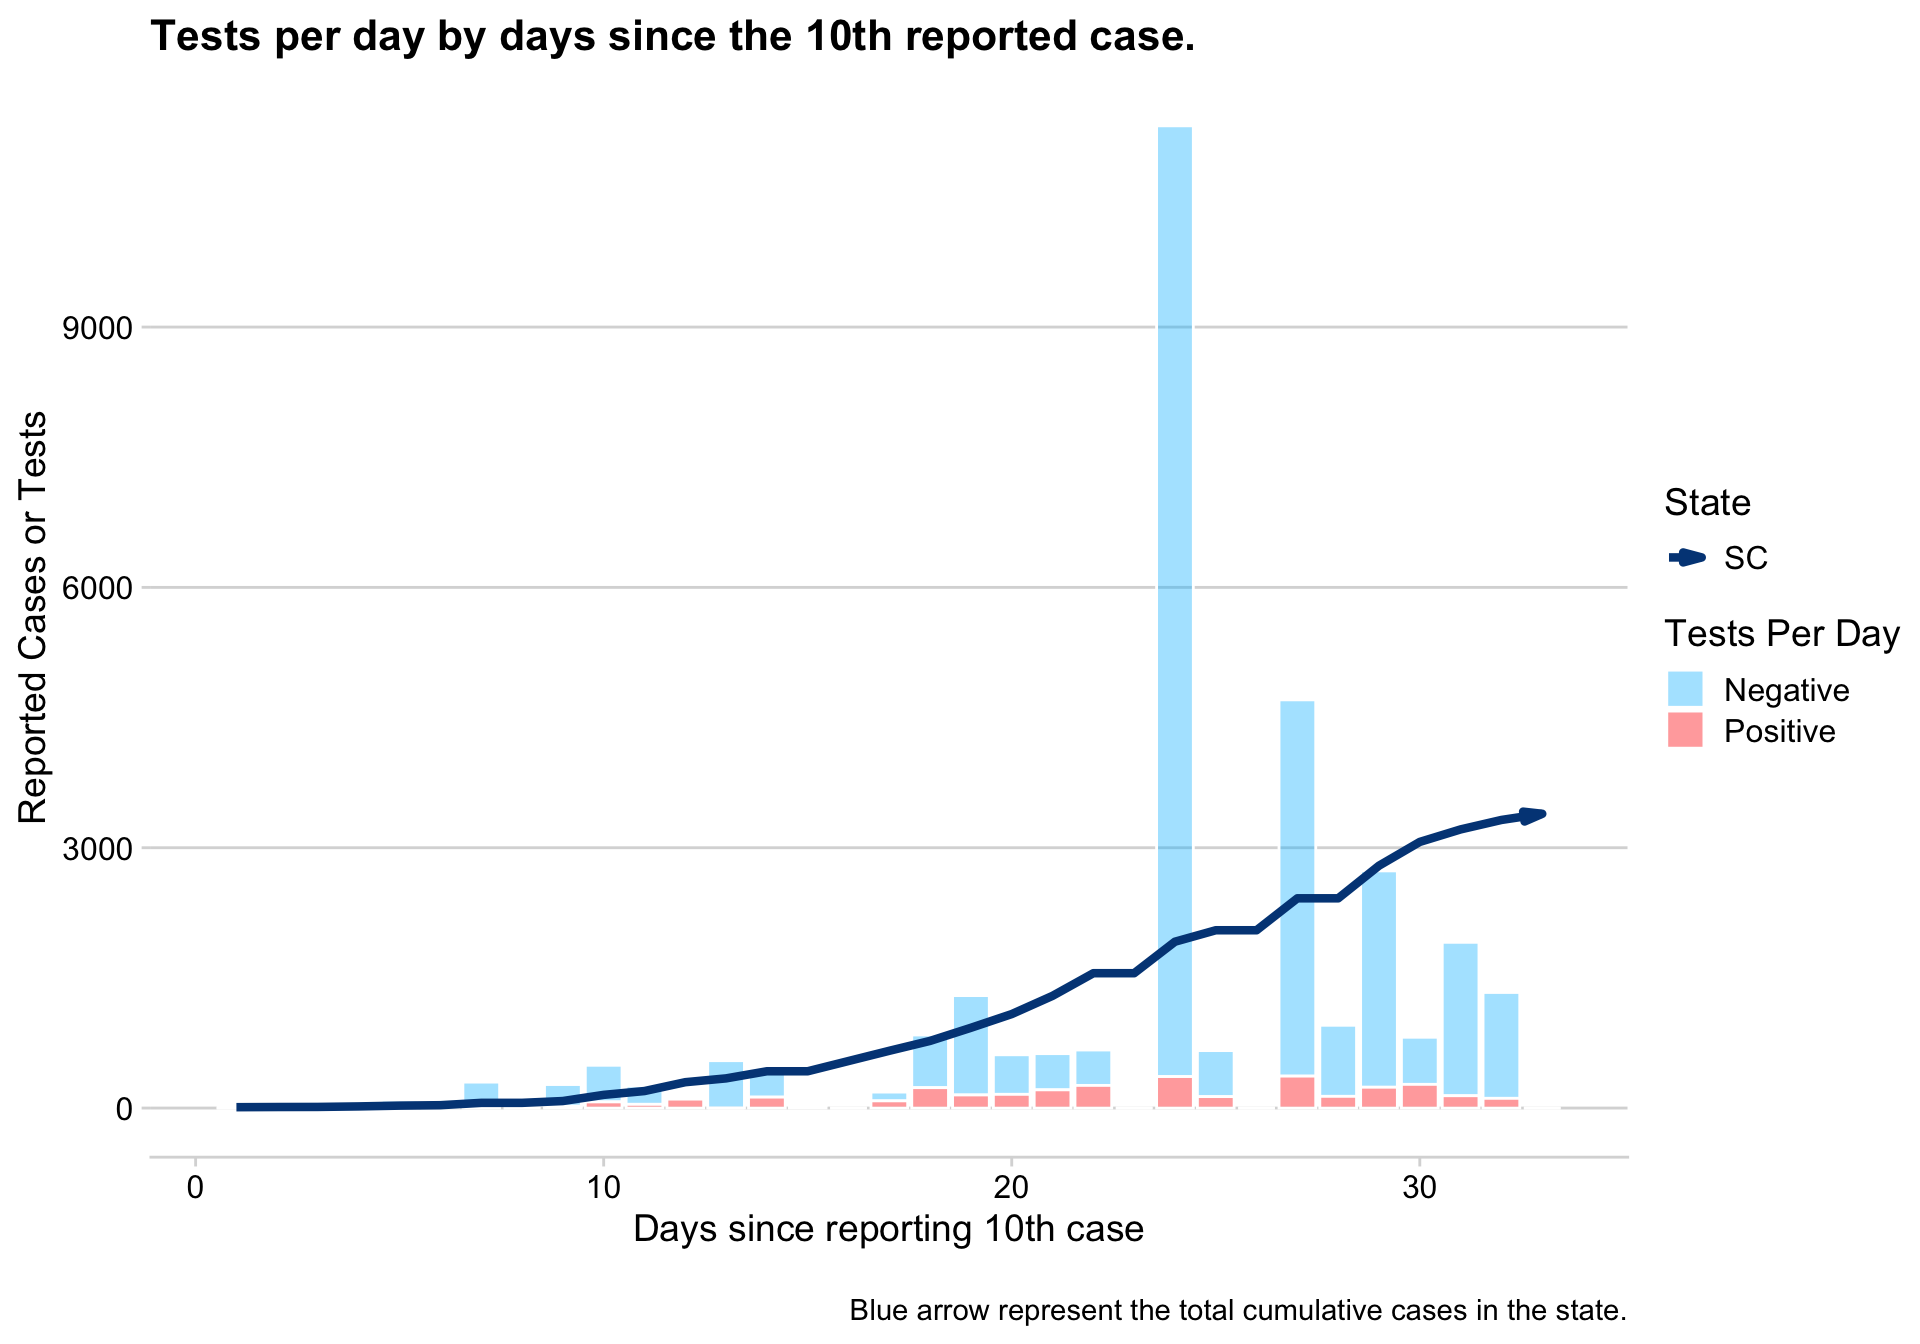 Tests per day by days since the 10th reported case.
Reported Cases or Tests
9000
6000
3000
0
0 10 20 30
Days since reporting 10th case
State
SC
Tests Per Day
Negative
Positive
Blue arrow represent the total cumulative cases in the state.